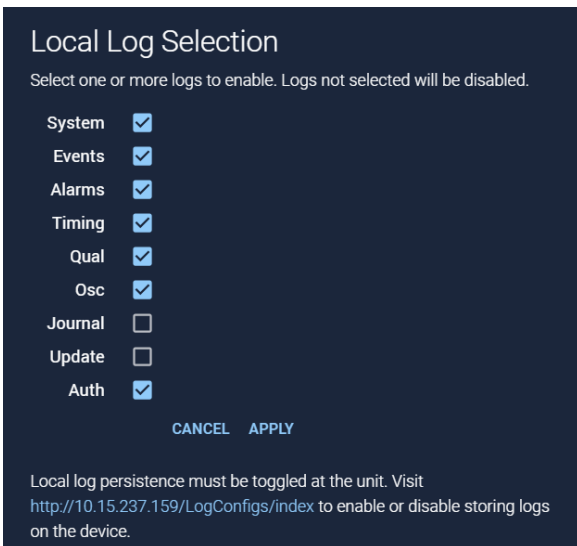 Local Log Selection
Select one or more logs to enable. Logs not selected will be disabled.
System
Events
Alarms
Timing
Qual
Osc
Journal
Update
Auth
CANCEL APPLY
Local log persistence must be toggled at the unit. Visit
http://10.15.237.159/LogConfigs/index to enable or disable storing logs
on the device.